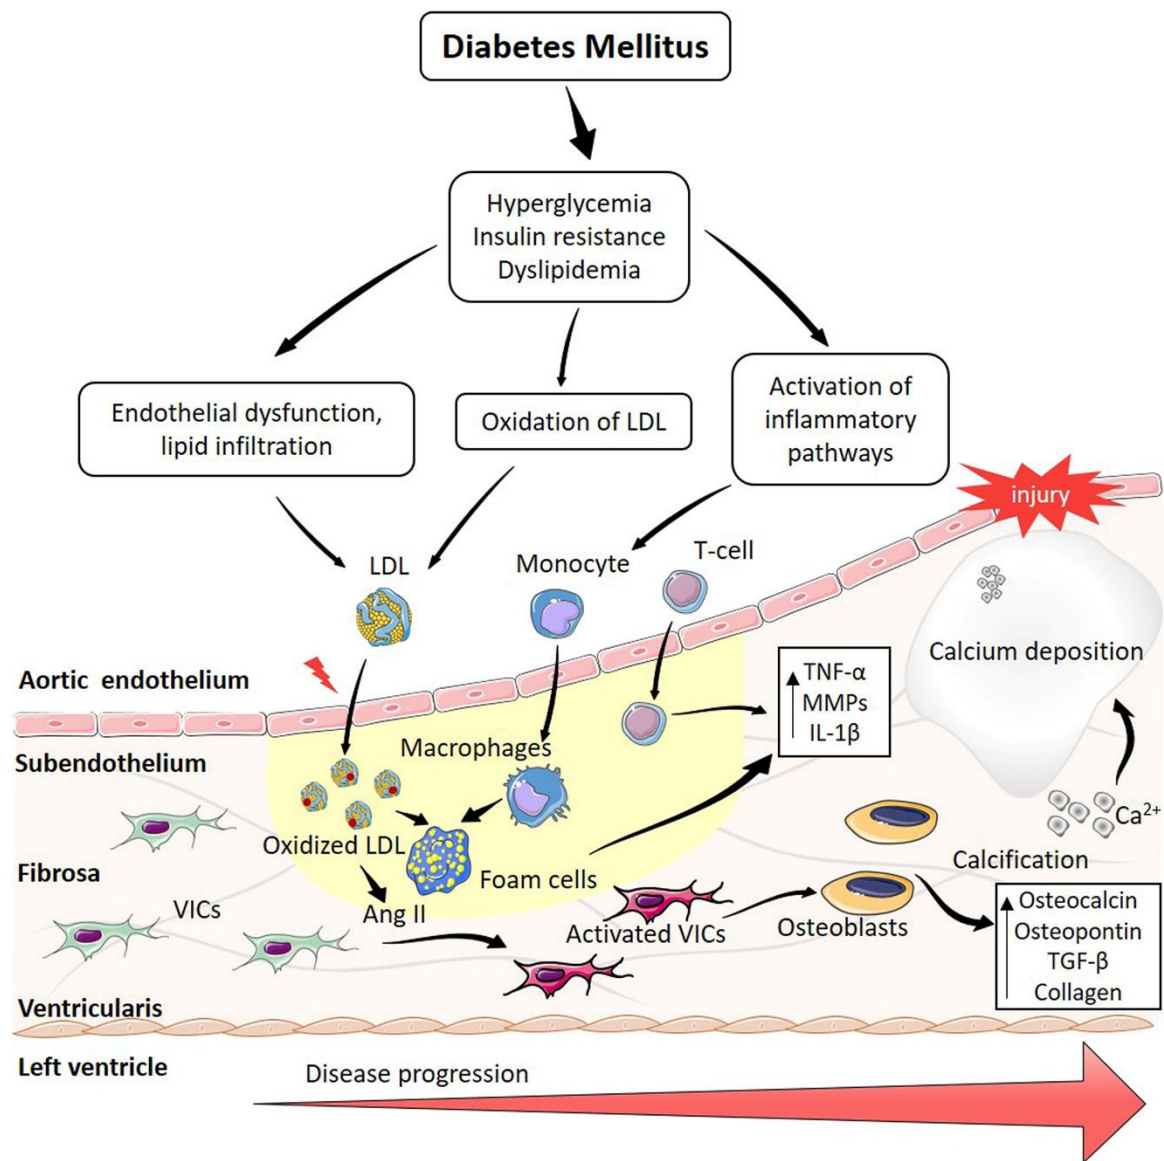 Diabetes Mellitus
Hyperglycemia
Insulin resistance
Dyslipidemia
Endothelial dysfunction,
lipid infiltration
Oxidation of LDL
Activation of
inflammatory
pathways
injury
LDL
Monocyte
T-cell
Calcium deposition
Aortic endothelium
TNF-α
MMPs
IL-1β
Subendothelium
Macrophages
Ca²⁺
Oxidized LDL
Foam cells
Calcification
Fibrosa
VICs
Ang II
Activated VICs
Osteoblasts
Osteocalcin
Osteopontin
TGF-β
Collagen
Ventricularis
Left ventricle
Disease progression